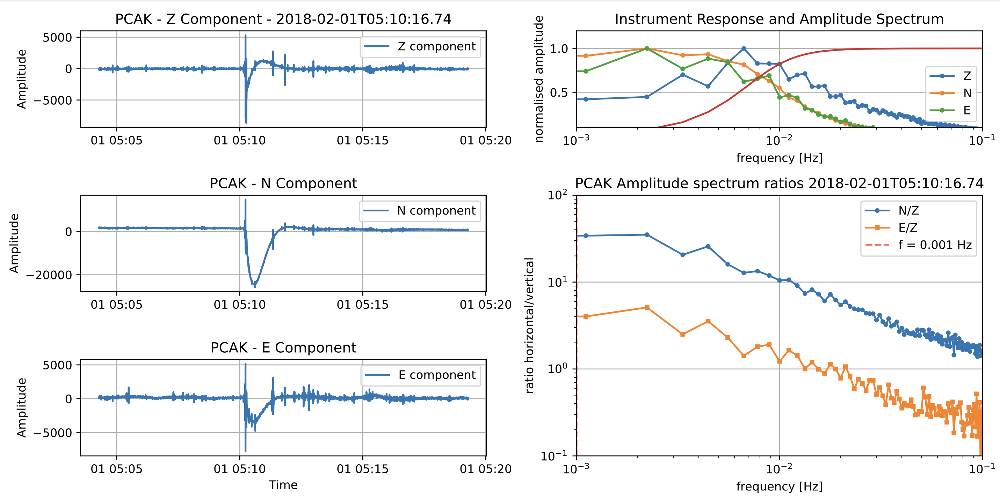 PCAK - Z Component - 2018-02-01T05:10:16.74
Amplitude
5000
0
−5000
Z component
01 05:05
01 05:10
01 05:15
01 05:20
PCAK - N Component
Amplitude
0
−20000
N component
01 05:05
01 05:10
01 05:15
01 05:20
PCAK - E Component
Amplitude
5000
0
−5000
E component
01 05:05
01 05:10
01 05:15
01 05:20
Time
Instrument Response and Amplitude Spectrum
normalised amplitude
1.0
0.5
Z
N
E
10⁻³
10⁻²
10⁻¹
frequency [Hz]
PCAK Amplitude spectrum ratios 2018-02-01T05:10:16.74
ratio horizontal/vertical
10²
10¹
10⁰
10⁻¹
N/Z
E/Z
f = 0.001 Hz
10⁻³
10⁻²
10⁻¹
frequency [Hz]